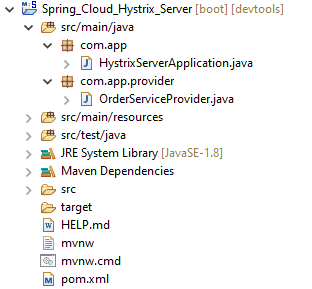 Spring_Cloud_Hystrix_Server [boot] [devtools]
src/main/java
com.app
HystrixServerApplication.java
com.app.provider
OrderServiceProvider.java
src/main/resources
src/test/java
JRE System Library [JavaSE-1.8]
Maven Dependencies
src
target
HELP.md
mvnw
mvnw.cmd
pom.xml